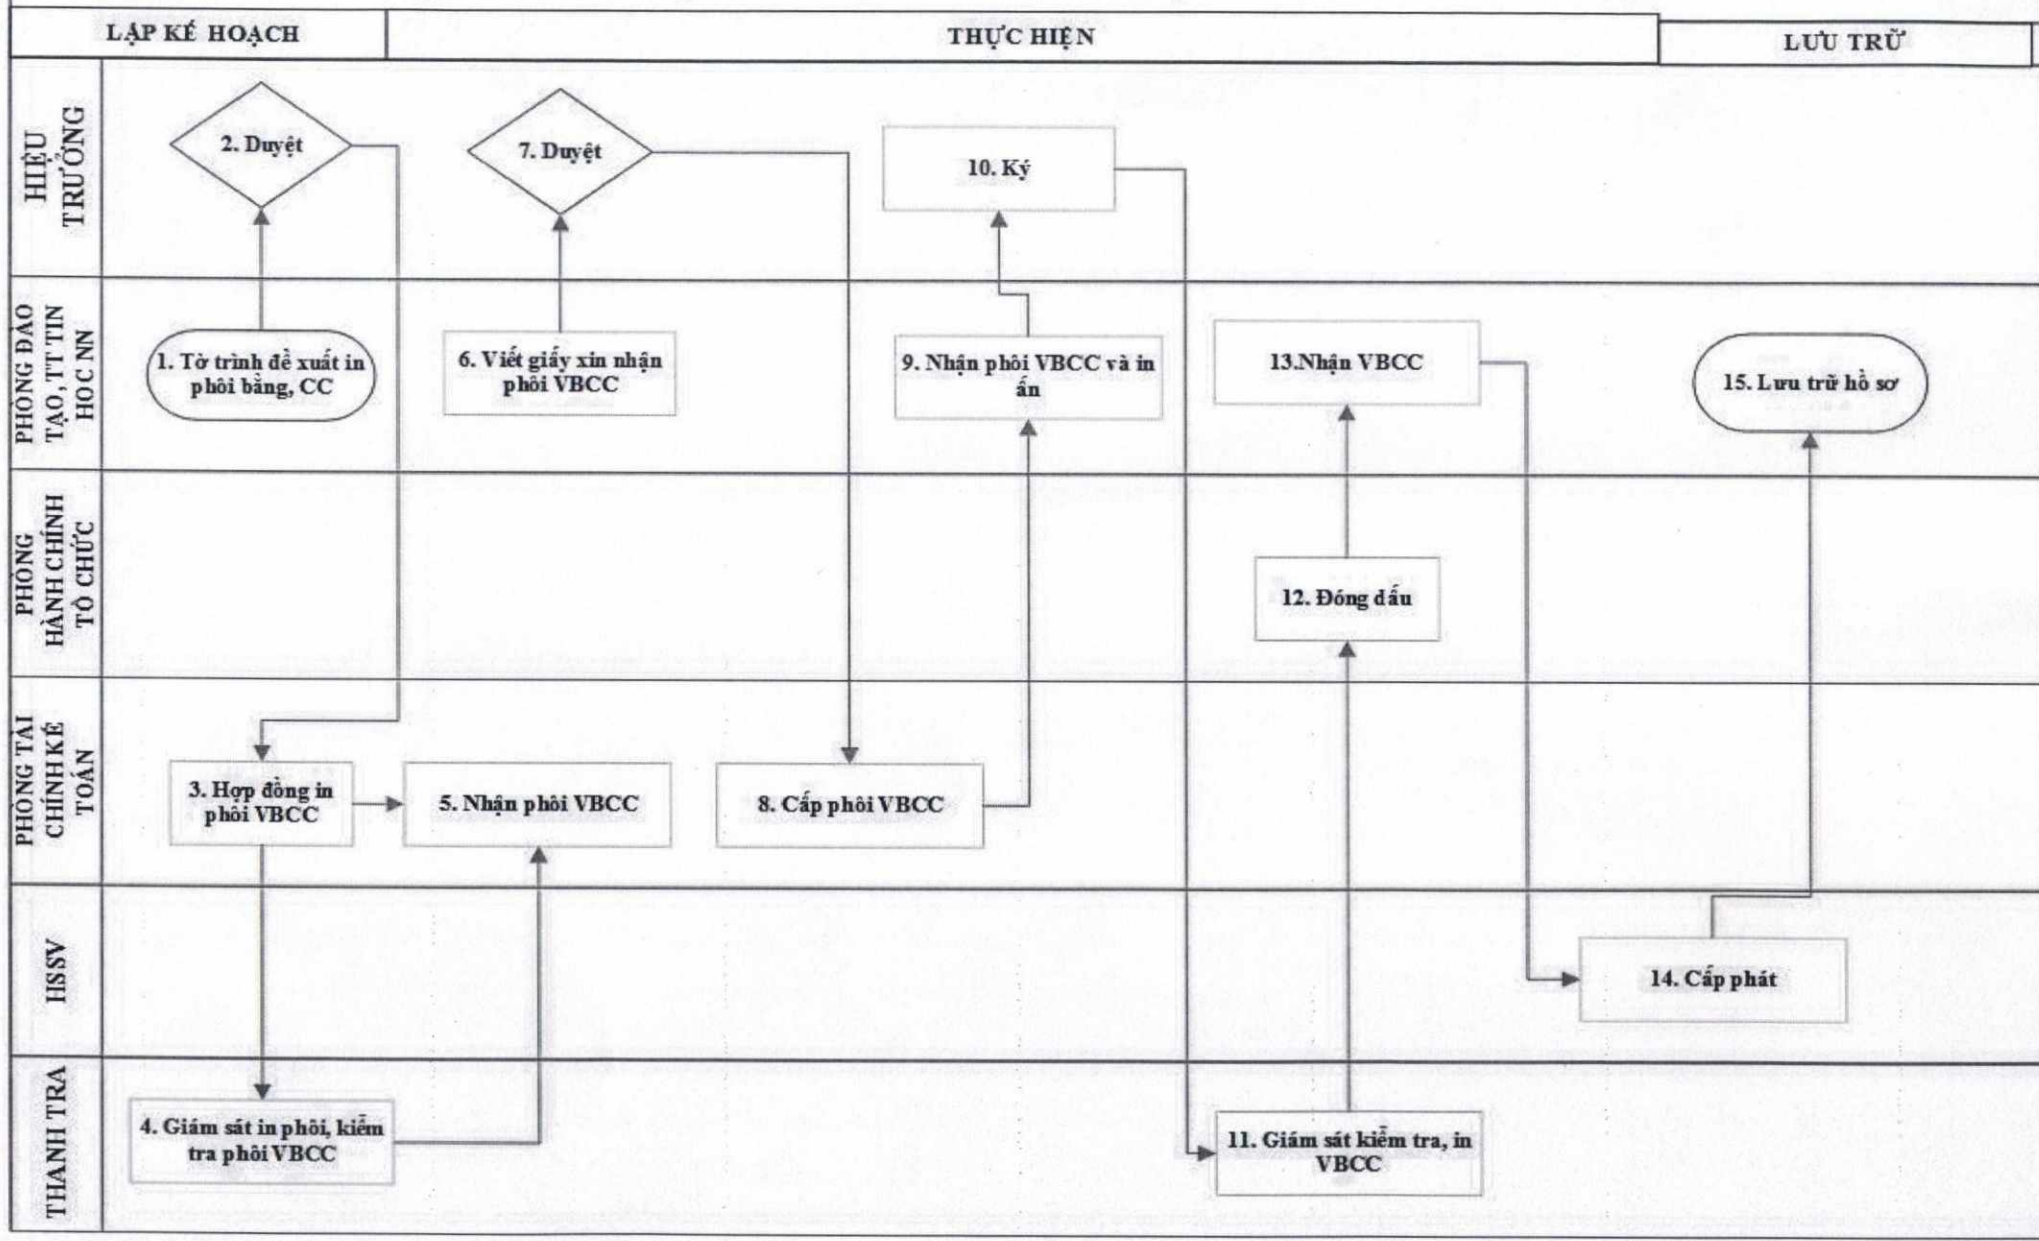 LẬP KẾ HOẠCH
THỰC HIỆN
LƯU TRỮ
HIỆU
TRƯỞNG
2. Duyệt
7. Duyệt
10. Ký
PHÒNG ĐÀO
TẠO, TT TIN
HỌC NN
1. Tờ trình đề xuất in
phôi bằng, CC
6. Viết giấy xin nhận
phôi VBCC
9. Nhận phôi VBCC và in
ấn
13.Nhận VBCC
15. Lưu trữ hồ sơ
PHÒNG
HÀNH CHÍNH
TỔ CHỨC
12. Đóng dấu
PHÒNG TÀI
CHÍNH KẾ
TOÁN
3. Hợp đồng in
phôi VBCC
5. Nhận phôi VBCC
8. Cấp phôi VBCC
HSSV
14. Cấp phát
THANH TRA
4. Giám sát in phôi, kiểm
tra phôi VBCC
11. Giám sát kiểm tra, in
VBCC